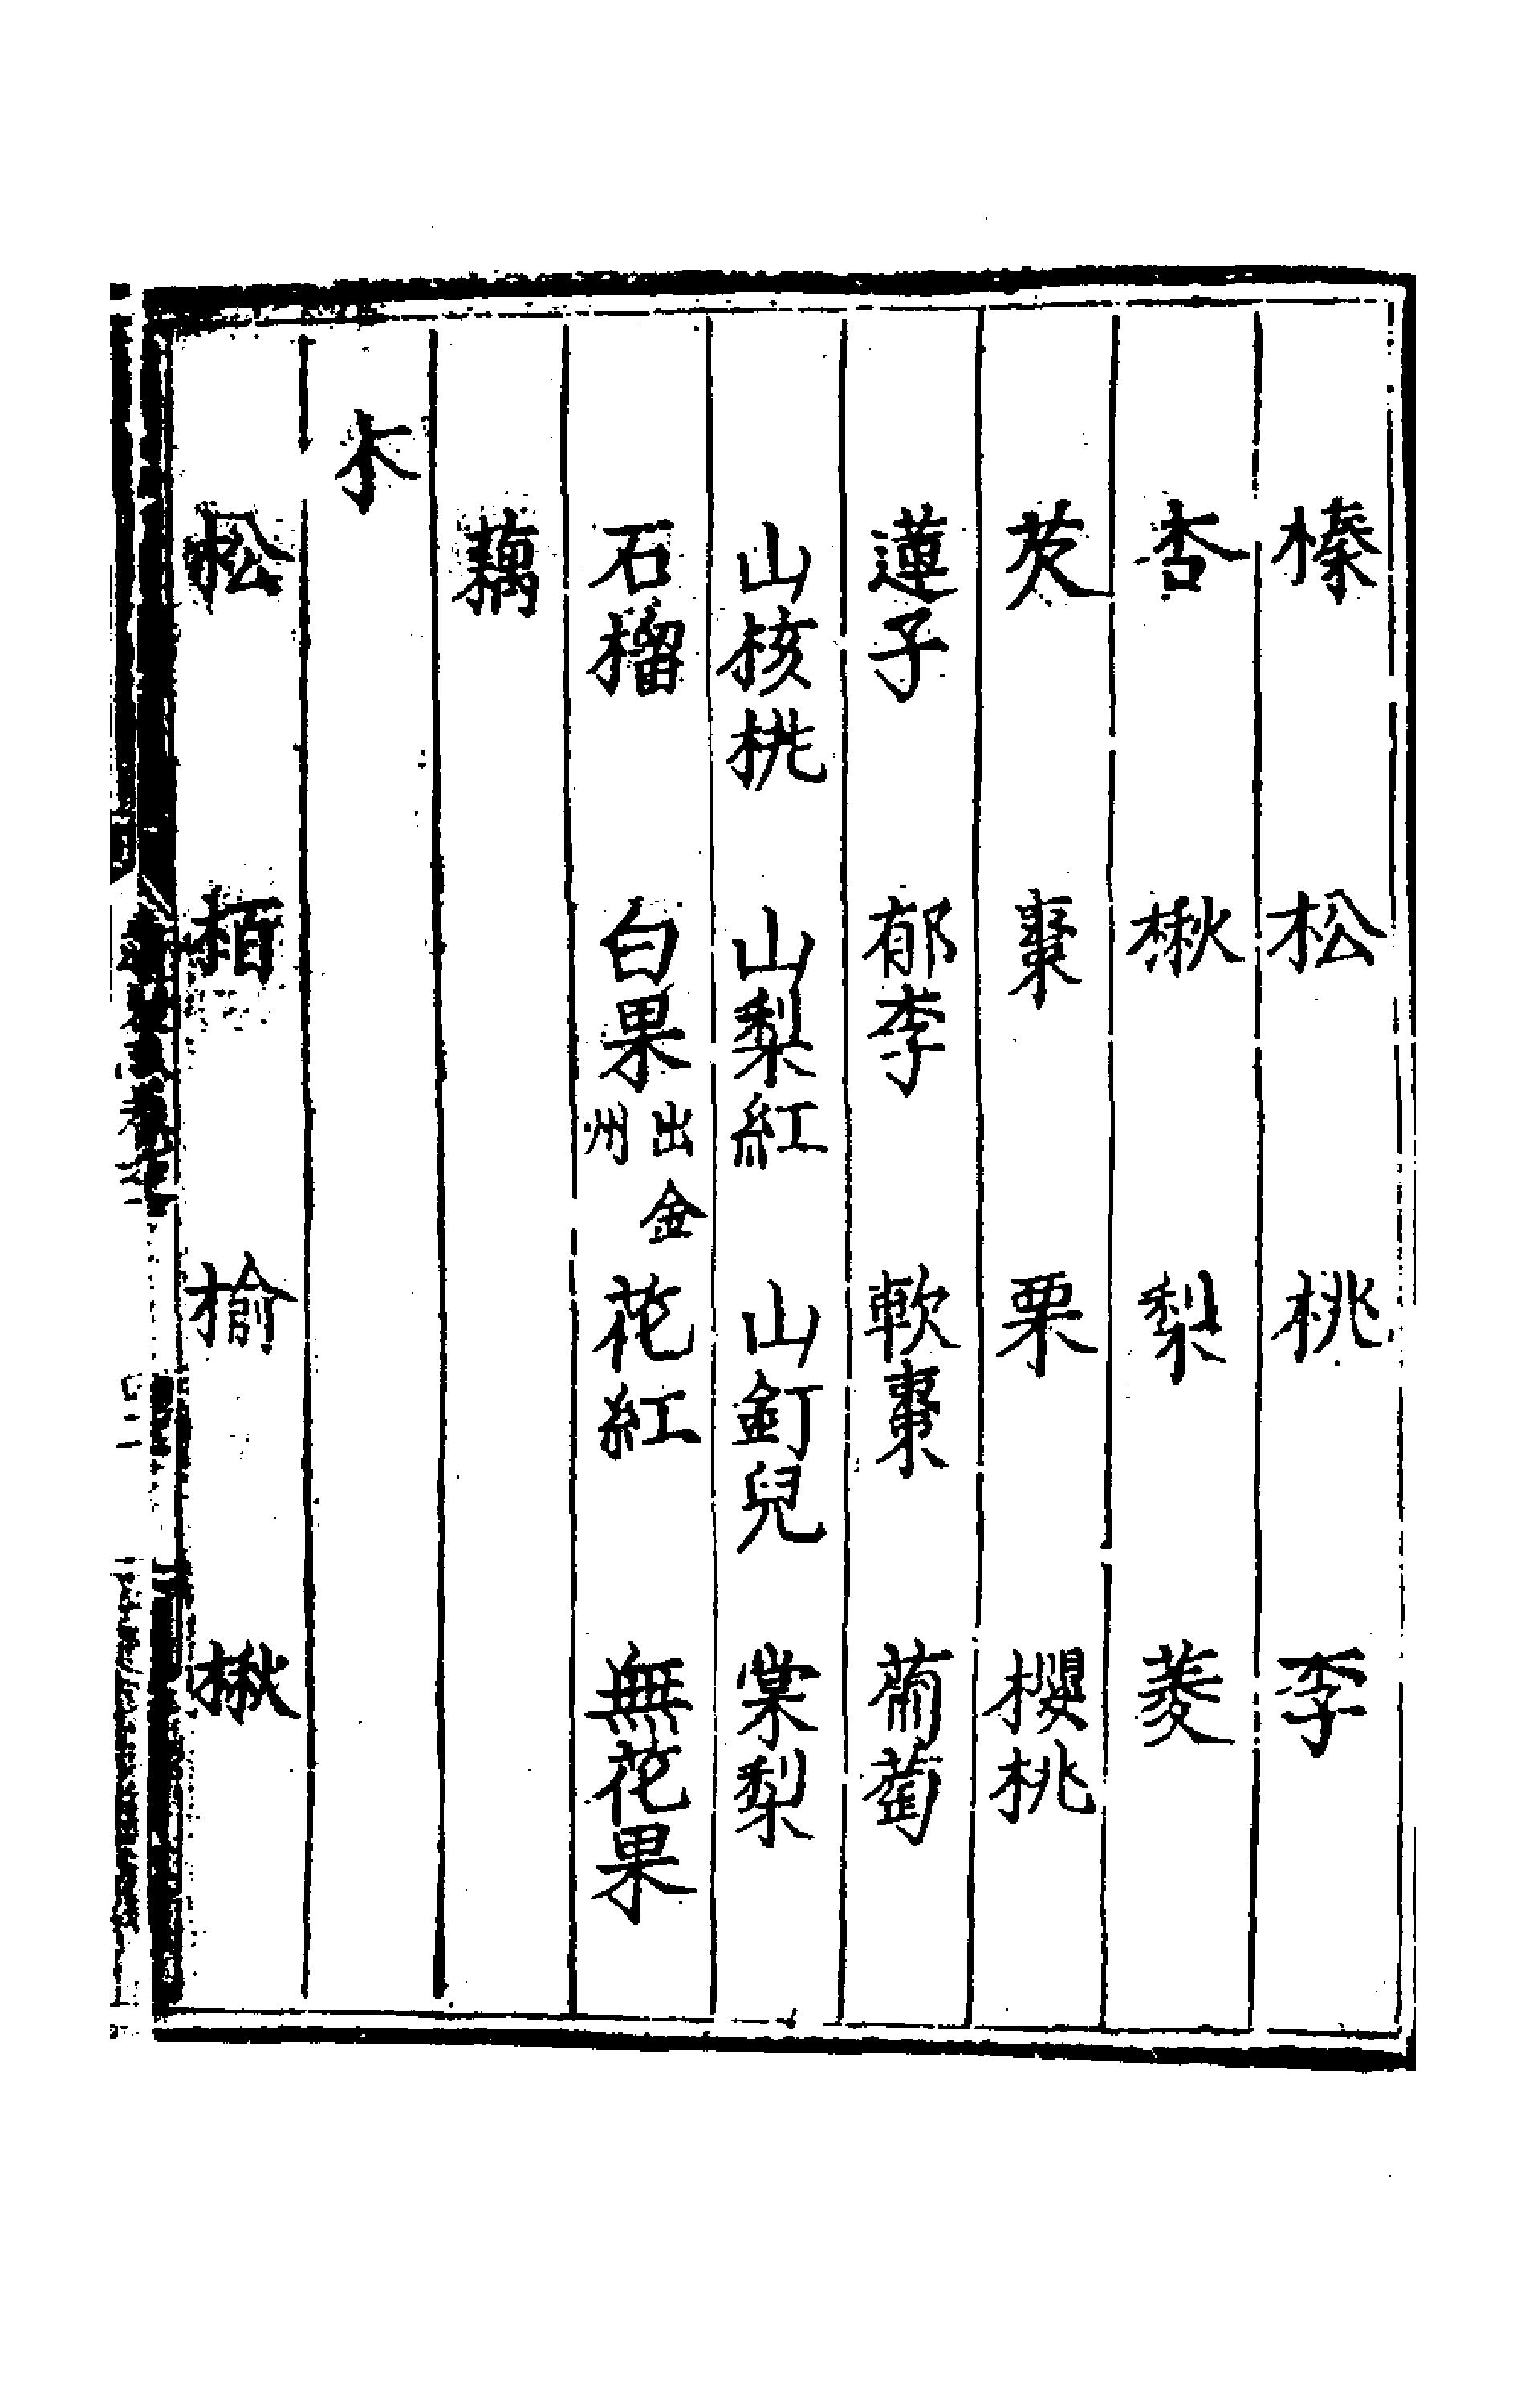 榛 松 桃 李
杏 楸 梨 菱
芡 棗 栗 櫻桃
蓮子 郁李 軟棗 葡萄
山核桃 山梨紅 山釘兒 棠梨
石榴 白果出金州 花紅 無花果
藕
木
松 栢 榆 楸